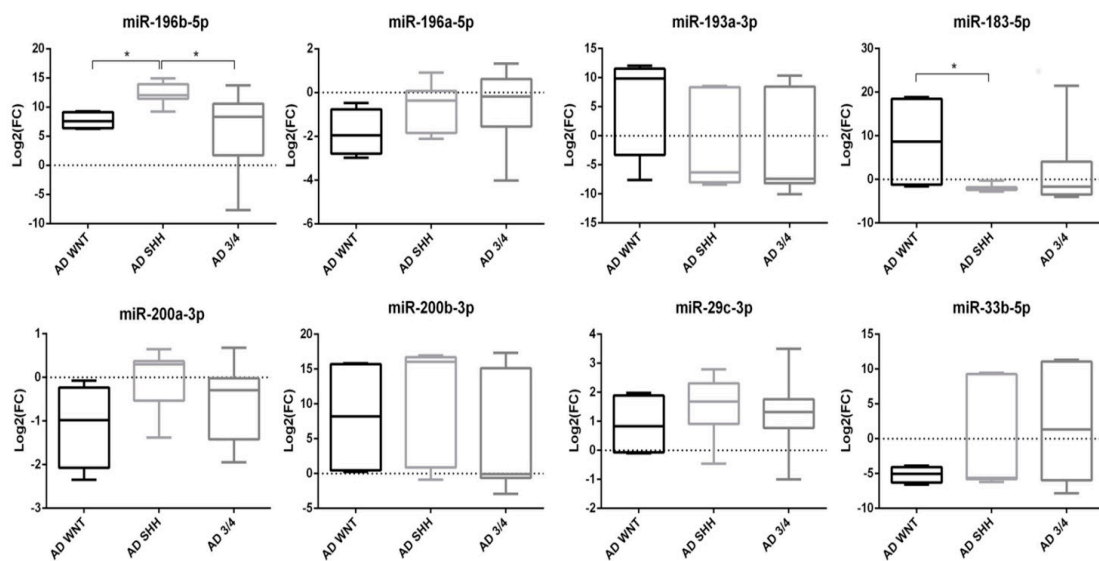 miR-196b-5p
Log2(FC)
20
15
10
5
0
-5
-10
*
*
AD WNT
AD SHH
AD 3/4
miR-196a-5p
Log2(FC)
2
0
-2
-4
-6
AD WNT
AD SHH
AD 3/4
miR-193a-3p
Log2(FC)
15
10
5
0
-5
-10
-15
AD WNT
AD SHH
AD 3/4
miR-183-5p
Log2(FC)
30
20
10
0
-10
*
AD WNT
AD SHH
AD 3/4
miR-200a-3p
Log2(FC)
1
0
-1
-2
-3
AD WNT
AD SHH
AD 3/4
miR-200b-3p
Log2(FC)
20
15
10
5
0
-5
AD WNT
AD SHH
AD 3/4
miR-29c-3p
Log2(FC)
4
3
2
1
0
-1
-2
AD WNT
AD SHH
AD 3/4
miR-33b-5p
Log2(FC)
15
10
5
0
-5
-10
AD WNT
AD SHH
AD 3/4